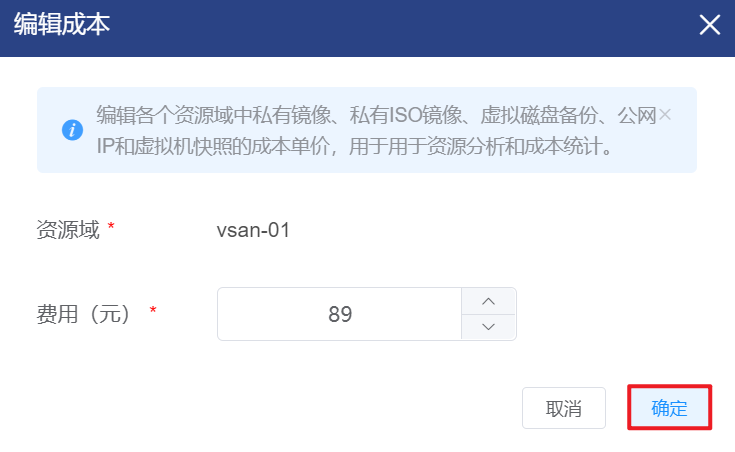 编辑成本
编辑各个资源域中私有镜像、私有ISO镜像、虚拟磁盘备份、公网
IP和虚拟机快照的成本单价，用于用于资源分析和成本统计。
资源域 * vsan-01
费用（元） * 89
取消 确定